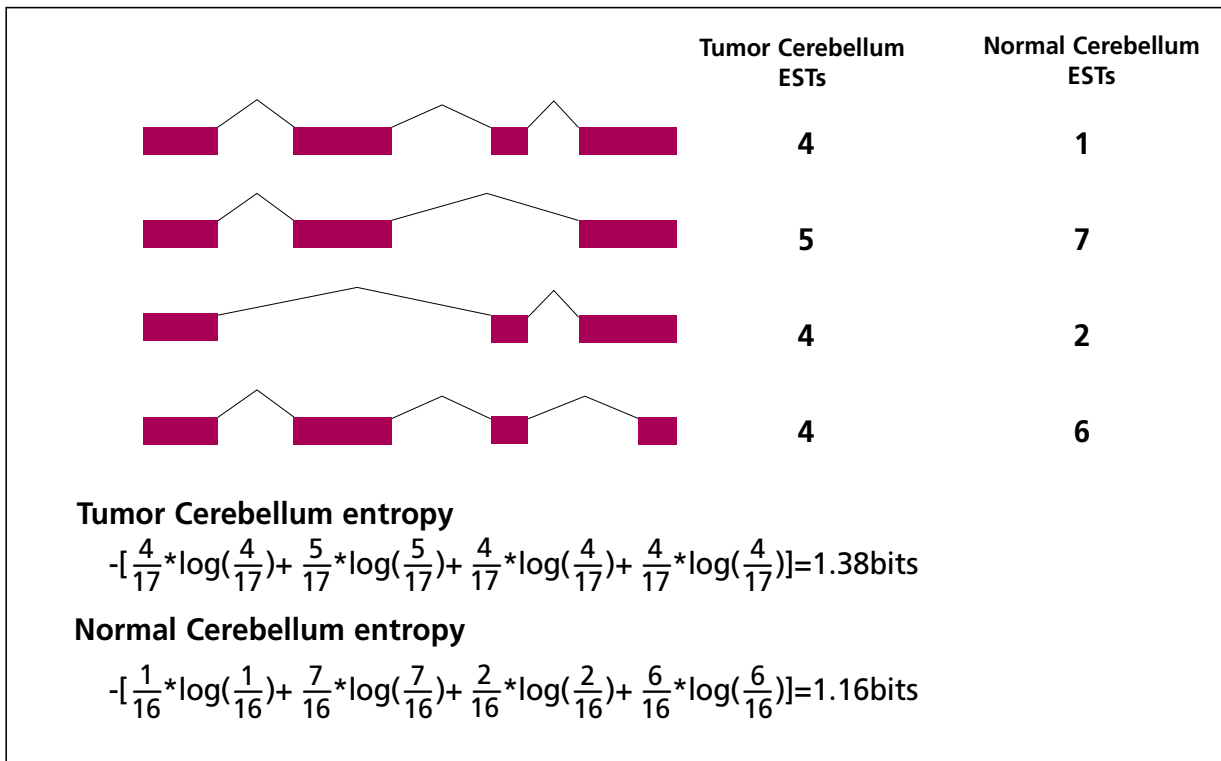 Tumor Cerebellum ESTs
Normal Cerebellum ESTs
4 1
5 7
4 2
4 6
Tumor Cerebellum entropy
-[4/17*log(4/17)+ 5/17*log(5/17)+ 4/17*log(4/17)+ 4/17*log(4/17)]=1.38bits
Normal Cerebellum entropy
-[1/16*log(1/16)+ 7/16*log(7/16)+ 2/16*log(2/16)+ 6/16*log(6/16)]=1.16bits